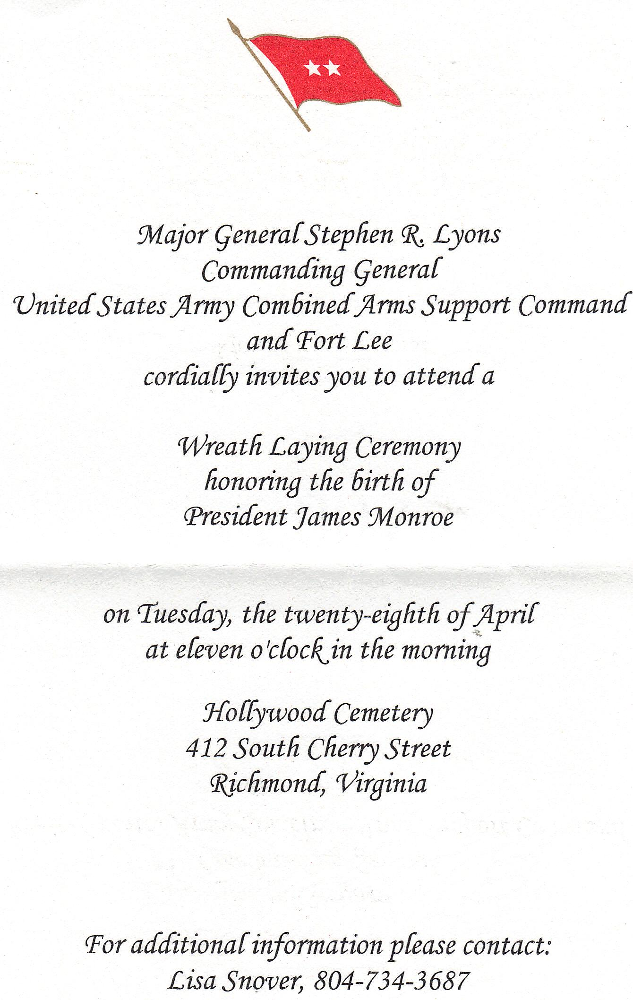 Major General Stephen R. Lyons
Commanding General
United States Army Combined Arms Support Command
and Fort Lee
cordially invites you to attend a
Wreath Laying Ceremony
honoring the birth of
President James Monroe
on Tuesday, the twenty-eighth of April
at eleven o'clock in the morning
Hollywood Cemetery
412 South Cherry Street
Richmond, Virginia
For additional information please contact:
Lisa Snover, 804-734-3687